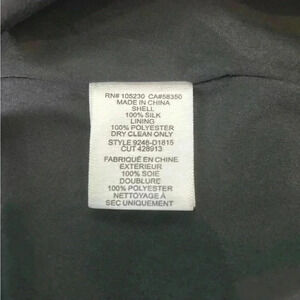 RN# 105230 CA#58350
MADE IN CHINA
SHELL
100% SILK
LINING
100% POLYESTER
DRY CLEAN ONLY
STYLE 9246-D1815
CUT 428913
FABRIQUÉ EN CHINE
EXTERIEUR
100% SOIE
DOUBLURE
100% POLYESTER
NETTOYAGE À
SEC UNIQUEMENT